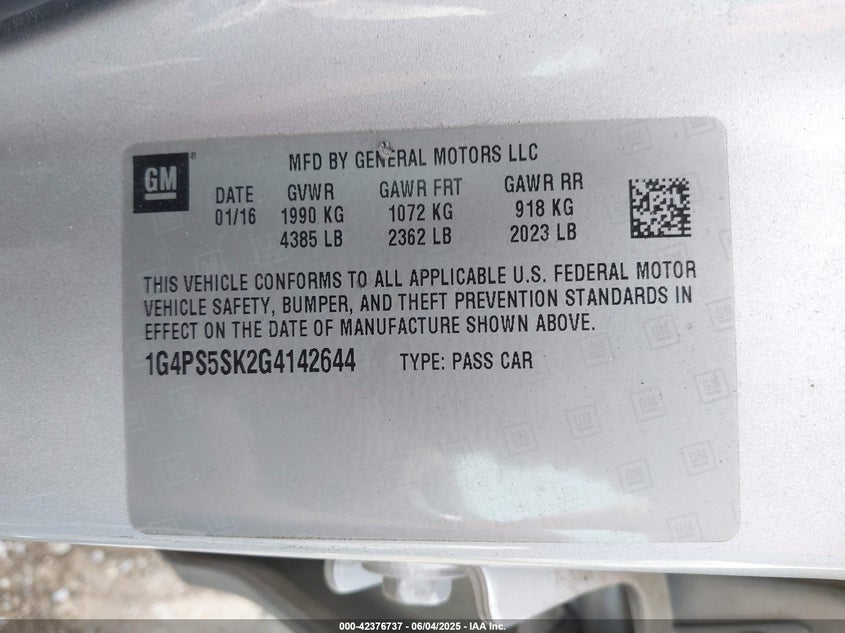 GM
MFD BY GENERAL MOTORS LLC
DATE GVWR GAWR FRT GAWR RR
01/16 1990 KG 1072 KG 918 KG
4385 LB 2362 LB 2023 LB
THIS VEHICLE CONFORMS TO ALL APPLICABLE U.S. FEDERAL MOTOR
VEHICLE SAFETY, BUMPER, AND THEFT PREVENTION STANDARDS IN
EFFECT ON THE DATE OF MANUFACTURE SHOWN ABOVE.
1G4PS5SK2G4142644 TYPE: PASS CAR
000-42376737 - 06/04/2025 - IAA Inc.